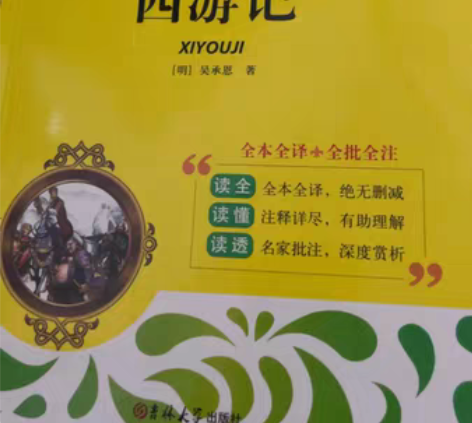 西游记
XIYOUJI
［明］吴承恩 著
全本全译+全批全注
“
读全 全本全译，绝无删减
读懂 注释详尽，有助理解
读透 名家批注，深度赏析
”
吉林大学出版社